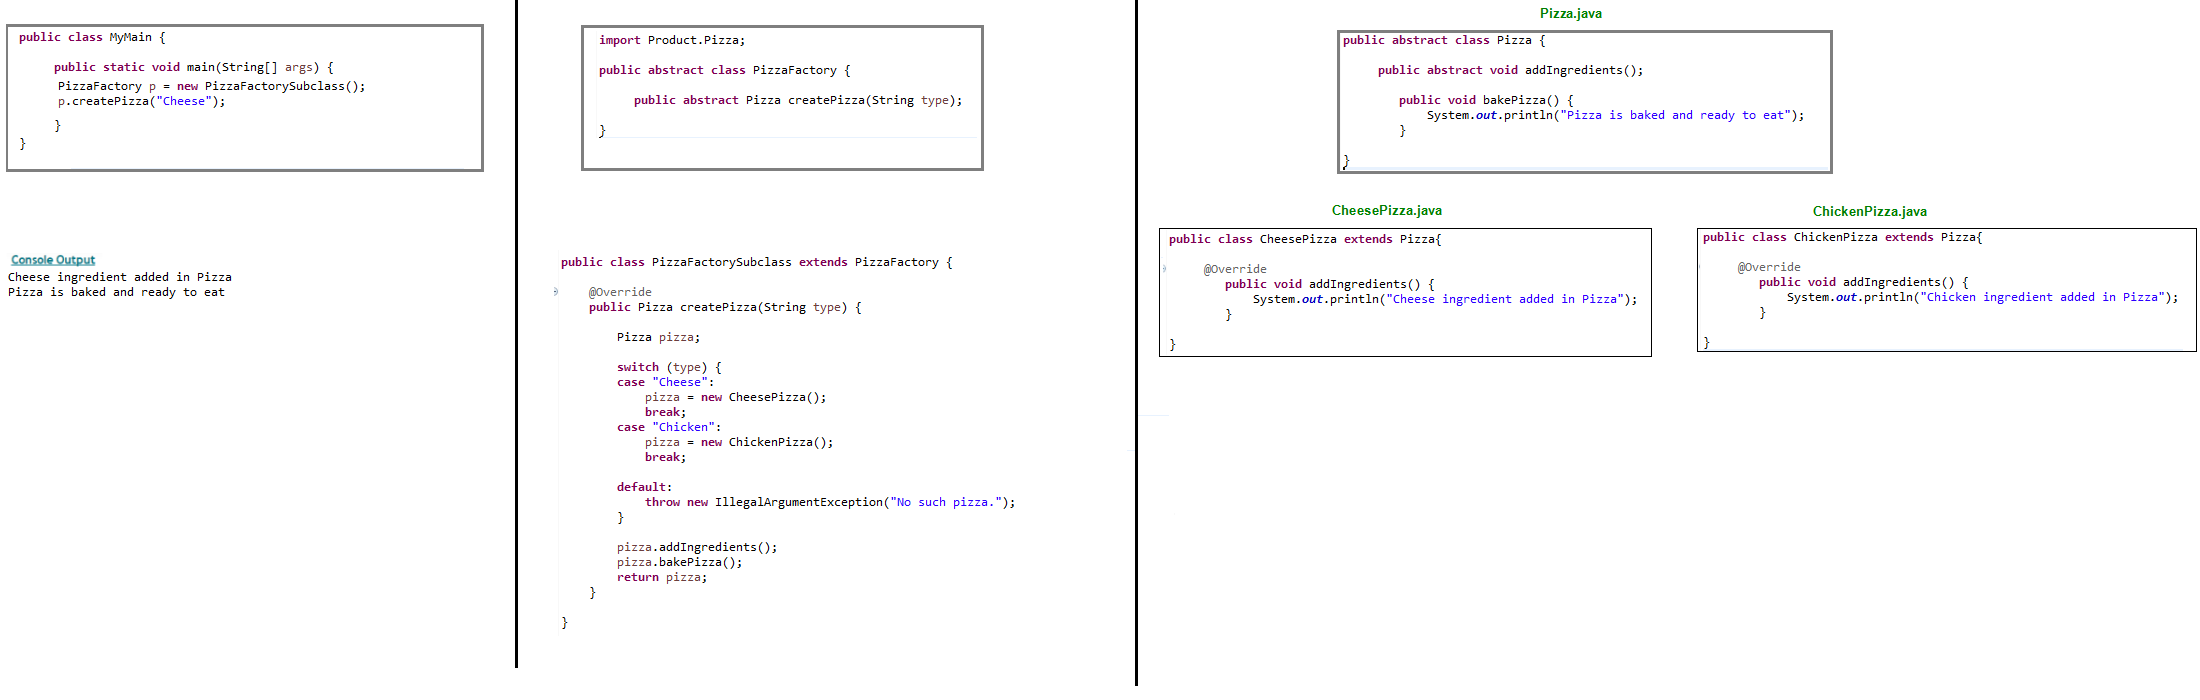 public class MyMain {
public static void main(String[] args) {
PizzaFactory p = new PizzaFactorySubclass();
p.createPizza("Cheese");
}
}
Console Output
Cheese ingredient added in Pizza
Pizza is baked and ready to eat
import Product.Pizza;
public abstract class PizzaFactory {
public abstract Pizza createPizza(String type);
}
public class PizzaFactorySubclass extends PizzaFactory {
@Override
public Pizza createPizza(String type) {
Pizza pizza;
switch (type) {
case "Cheese":
pizza = new CheesePizza();
break;
case "Chicken":
pizza = new ChickenPizza();
break;
default:
throw new IllegalArgumentException("No such pizza.");
}
pizza.addIngredients();
pizza.bakePizza();
return pizza;
}
}
Pizza.java
public abstract class Pizza {
public abstract void addIngredients();
public void bakePizza() {
System.out.println("Pizza is baked and ready to eat");
}
}
CheesePizza.java
public class CheesePizza extends Pizza{
@Override
public void addIngredients() {
System.out.println("Cheese ingredient added in Pizza");
}
}
ChickenPizza.java
public class ChickenPizza extends Pizza{
@Override
public void addIngredients() {
System.out.println("Chicken ingredient added in Pizza");
}
}